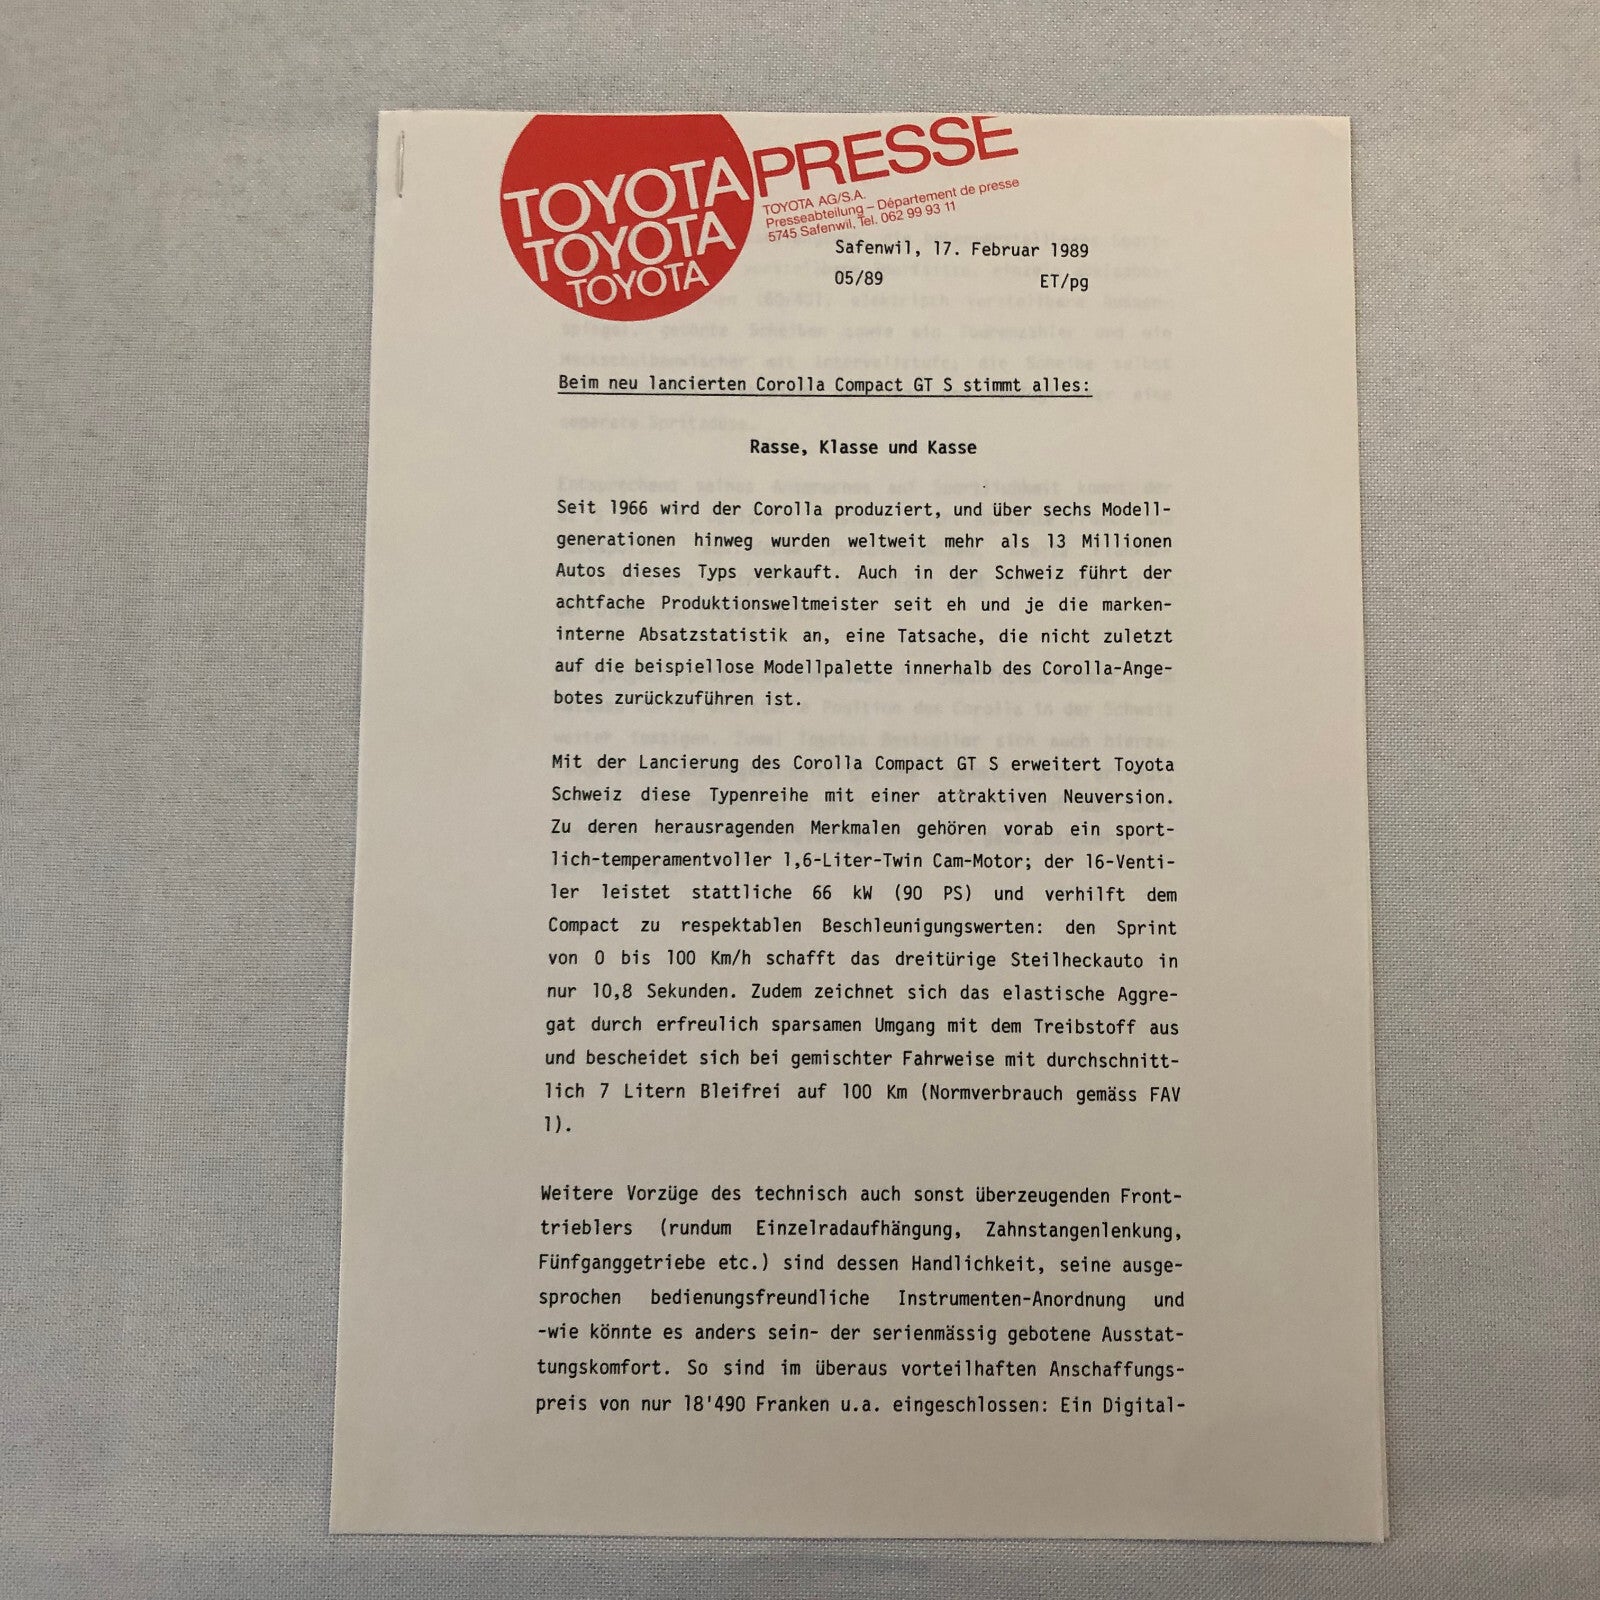 TOYOTA PRESSE
TOYOTA
TOYOTA
TOYOTA AG/S.A.
Presseabteilung – Département de presse
5745 Safenwil, Tel. 062 99 93 11
Safenwil, 17. Februar 1989
05/89 ET/pg
Beim neu lancierten Corolla Compact GT S stimmt alles:
Rasse, Klasse und Kasse
Seit 1966 wird der Corolla produziert, und über sechs Modell-
generationen hinweg wurden weltweit mehr als 13 Millionen
Autos dieses Typs verkauft. Auch in der Schweiz führt der
achtfache Produktionsweltmeister seit eh und je die marken-
interne Absatzstatistik an, eine Tatsache, die nicht zuletzt
auf die beispiellose Modellpalette innerhalb des Corolla-Ange-
botes zurückzuführen ist.
Mit der Lancierung des Corolla Compact GT S erweitert Toyota
Schweiz diese Typenreihe mit einer attraktiven Neuversion.
Zu deren herausragenden Merkmalen gehören vorab ein sport-
lich-temperamentvoller 1,6-Liter-Twin Cam-Motor; der 16-Venti-
ler leistet stattliche 66 kW (90 PS) und verhilft dem
Compact zu respektablen Beschleunigungswerten: den Sprint
von 0 bis 100 Km/h schafft das dreitürige Steilheckauto in
nur 10,8 Sekunden. Zudem zeichnet sich das elastische Aggre-
gat durch erfreulich sparsamen Umgang mit dem Treibstoff aus
und bescheidet sich bei gemischter Fahrweise mit durchschnitt-
lich 7 Litern Bleifrei auf 100 Km (Normverbrauch gemäss FAV
1).
Weitere Vorzüge des technisch auch sonst überzeugenden Front-
trieblers (rundum Einzelradaufhängung, Zahnstangenlenkung,
Fünfganggetriebe etc.) sind dessen Handlichkeit, seine ausge-
sprochen bedienungsfreundliche Instrumenten-Anordnung und
-wie könnte es anders sein- der serienmässig gebotene Ausstat-
tungskomfort. So sind im überaus vorteilhaften Anschaffungs-
preis von nur 18'490 Franken u.a. eingeschlossen: Ein Digital-